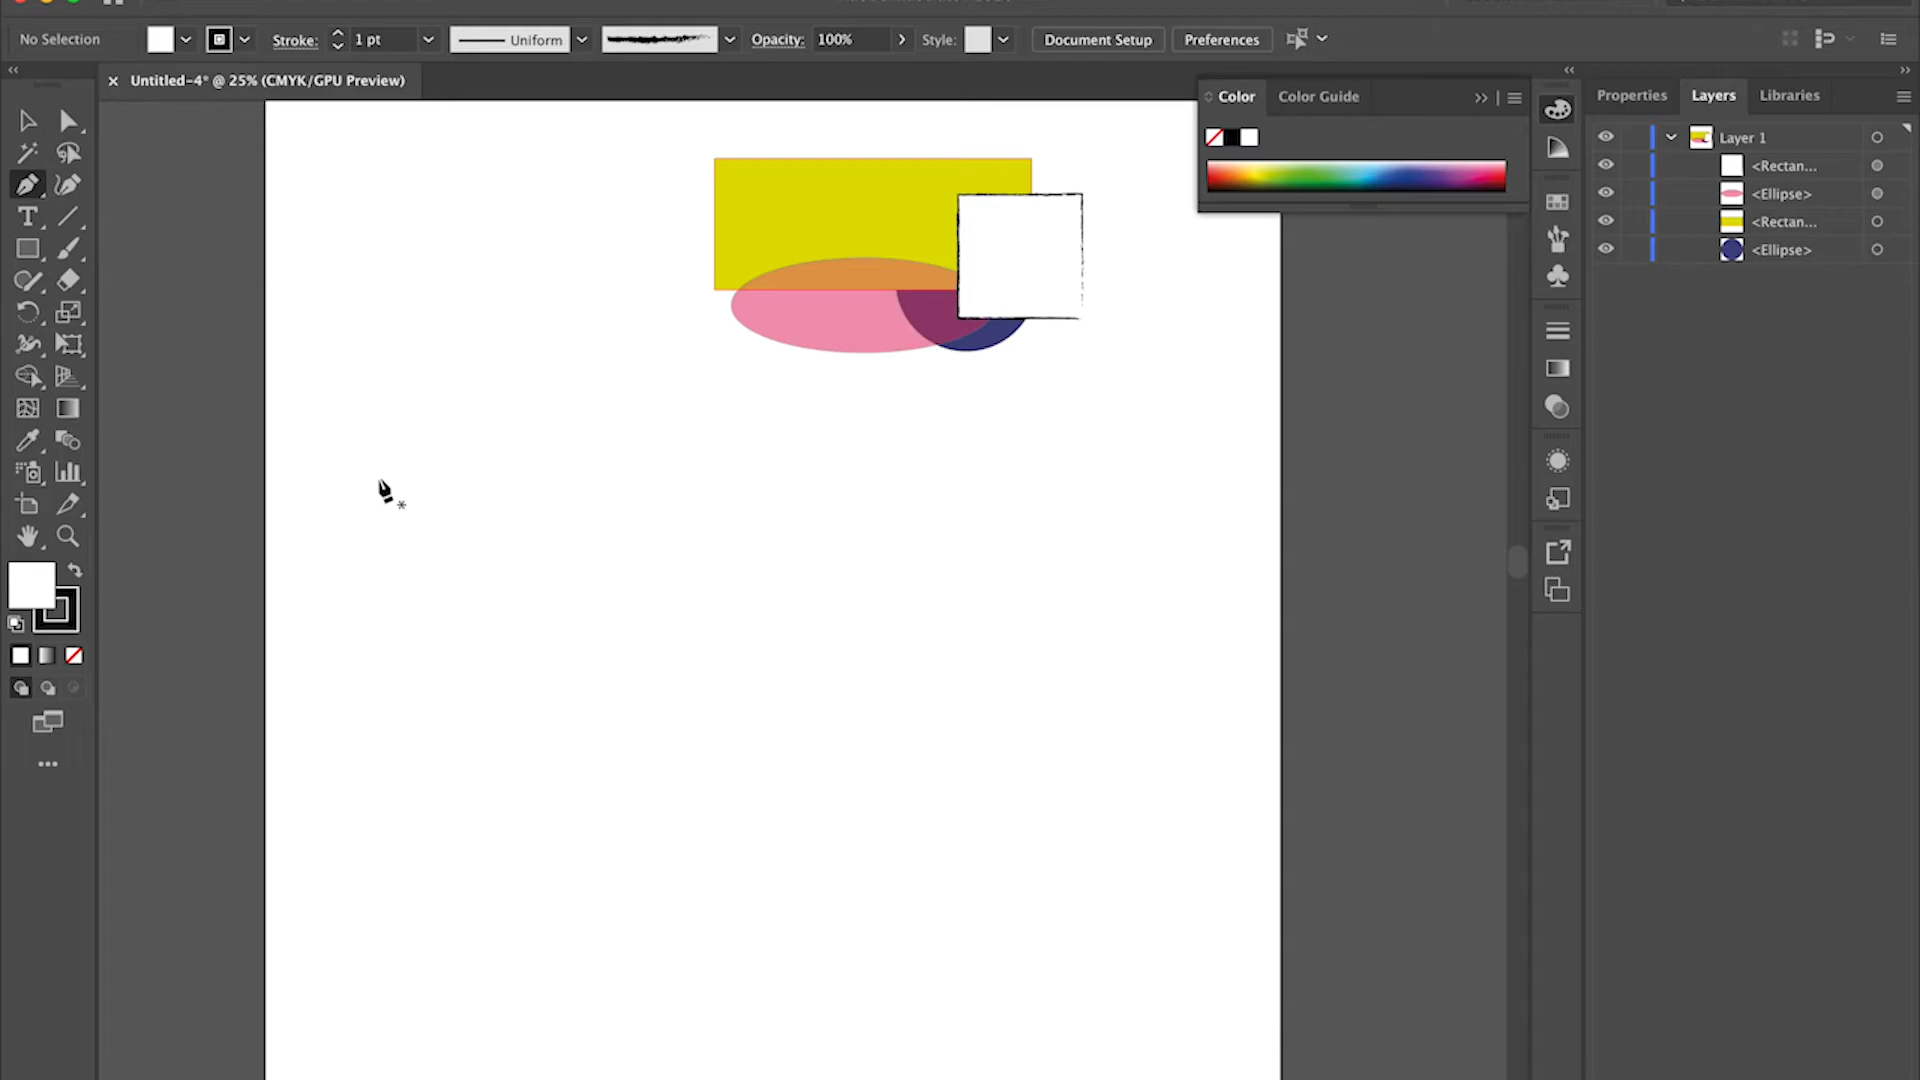 No Selection
Stroke: 1 pt
Uniform
Opacity: 100%
Style:
Document Setup
Preferences
Untitled-4* @ 25% (CMYK/GPU Preview)
Color
Color Guide
Properties
Layers
Libraries
Layer 1
<Rectan...
<Ellipse>
<Rectan...
<Ellipse>